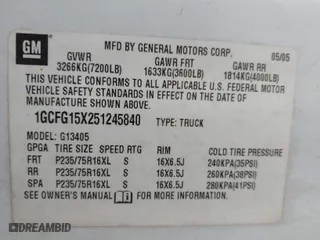 GM
MFD BY GENERAL MOTORS CORP. 05/05
GVWR GAWR FRT GAWR RR
3266KG(7200LB) 1633KG(3600LB) 1814KG(4000LB)
THIS VEHICLE CONFORMS TO ALL APPLICABLE U.S. FEDERAL MOTOR
VEHICLE SAFETY STANDARDS IN EFFECT ON THE DATE OF
MANUFACTURE SHOWN ABOVE.
1GCFG15X251245840 TYPE: TRUCK
MODEL: G13405
GPGA TIRE SIZE SPEED RTG RIM COLD TIRE PRESSURE
FRT P235/75R16XL S 16X6.5J 240KPA(35PSI)
RR P235/75R16XL S 16X6.5J 260KPA(38PSI)
SPA P235/75R16XL S 16X6.5J 280KPA(41PSI)
SEE OWNER'S MANUAL FOR ADDITIONAL INFORMATION.
DREAMBID